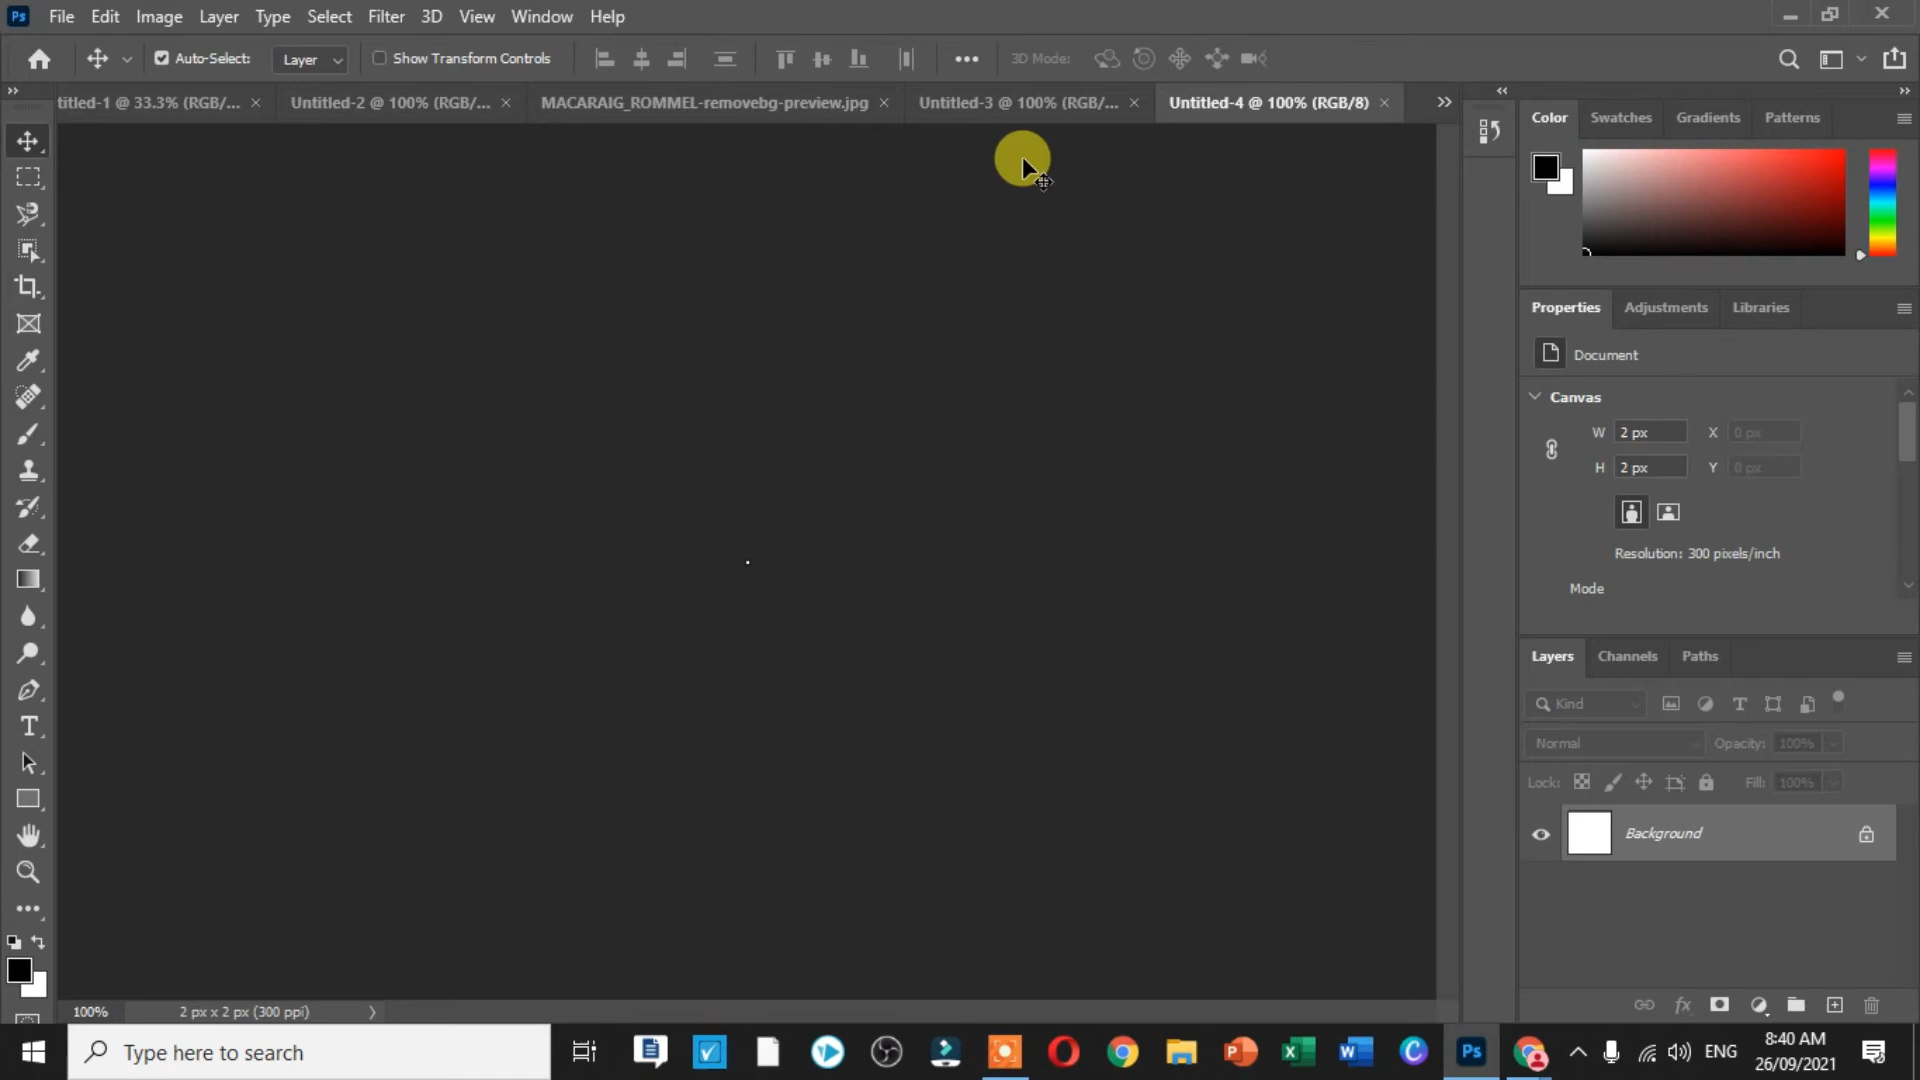 Ps File Edit Image Layer Type Select Filter 3D View Window Help
Auto-Select: Layer Show Transform Controls 3D Mode:
titled-1 @ 33.3% (RGB/... Untitled-2 @ 100% (RGB/... MACARAIG_ROMMEL-removebg-preview.jpg Untitled-3 @ 100% (RGB/... Untitled-4 @ 100% (RGB/8)
Color Swatches Gradients Patterns
Properties Adjustments Libraries
Document
Canvas
W 2 px X 0 px
H 2 px Y 0 px
Resolution: 300 pixels/inch
Mode
Layers Channels Paths
Kind
Normal Opacity: 100%
Lock: Fill: 100%
Background
fx
100% 2 px x 2 px (300 ppi)
Type here to search
Ps
ENG
8:40 AM
26/09/2021